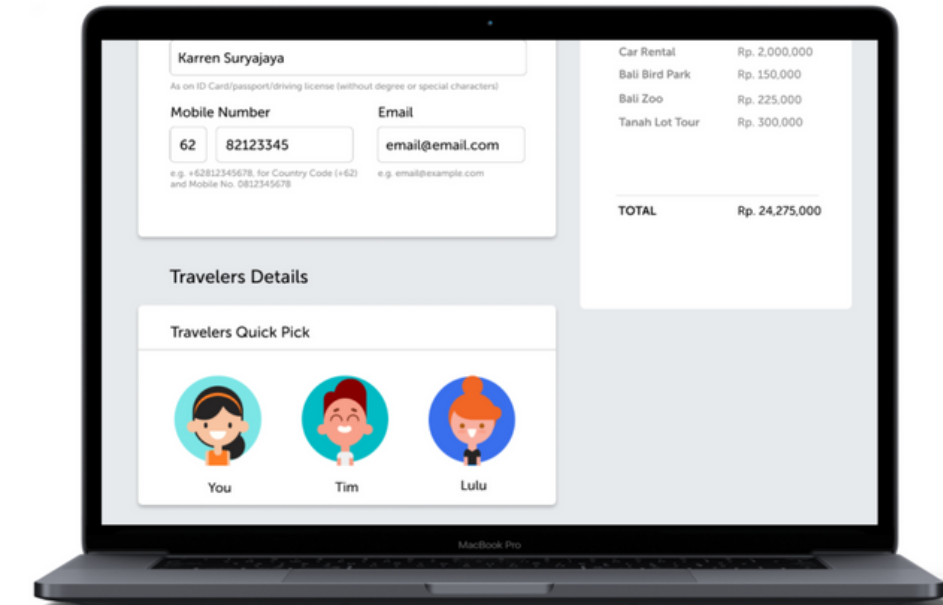 Karren Suryajaya
As on ID Card/passport/driving license (without degree or special characters)
Mobile Number
Email
62
82123345
email@email.com
e.g. +62812345678, for Country Code (+62)
and Mobile No. 0812345678
e.g. email@example.com
Travelers Details
Travelers Quick Pick
You
Tim
Lulu
Car Rental Rp. 2,000,000
Bali Bird Park Rp. 150,000
Bali Zoo Rp. 225,000
Tanah Lot Tour Rp. 300,000
TOTAL Rp. 24,275,000
MacBook Pro